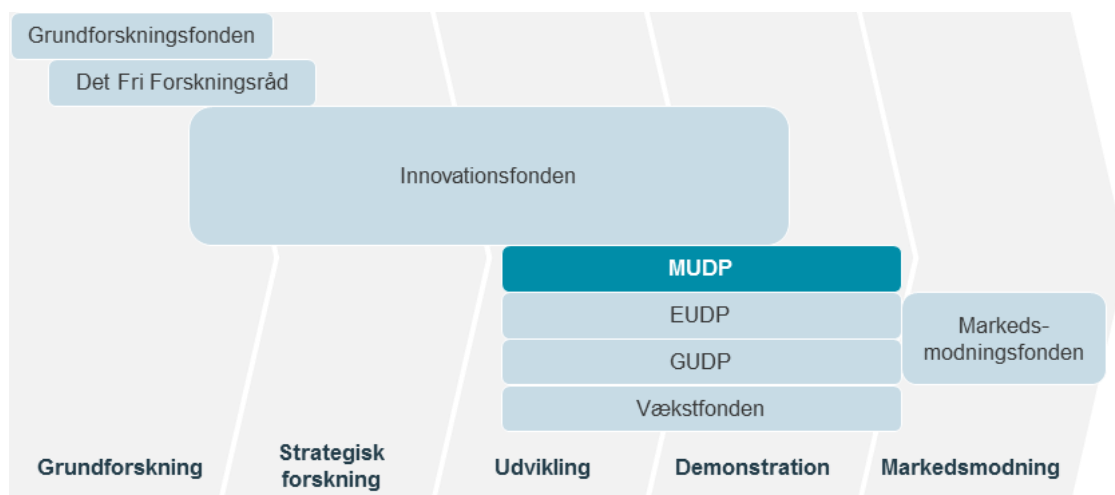 Grundforskningsfonden
Det Fri Forskningsråd
Innovationsfonden
MUDP
EUDP
GUDP
Vækstfonden
Markeds-
modningsfonden
Grundforskning
Strategisk
forskning
Udvikling
Demonstration
Markedsmodning